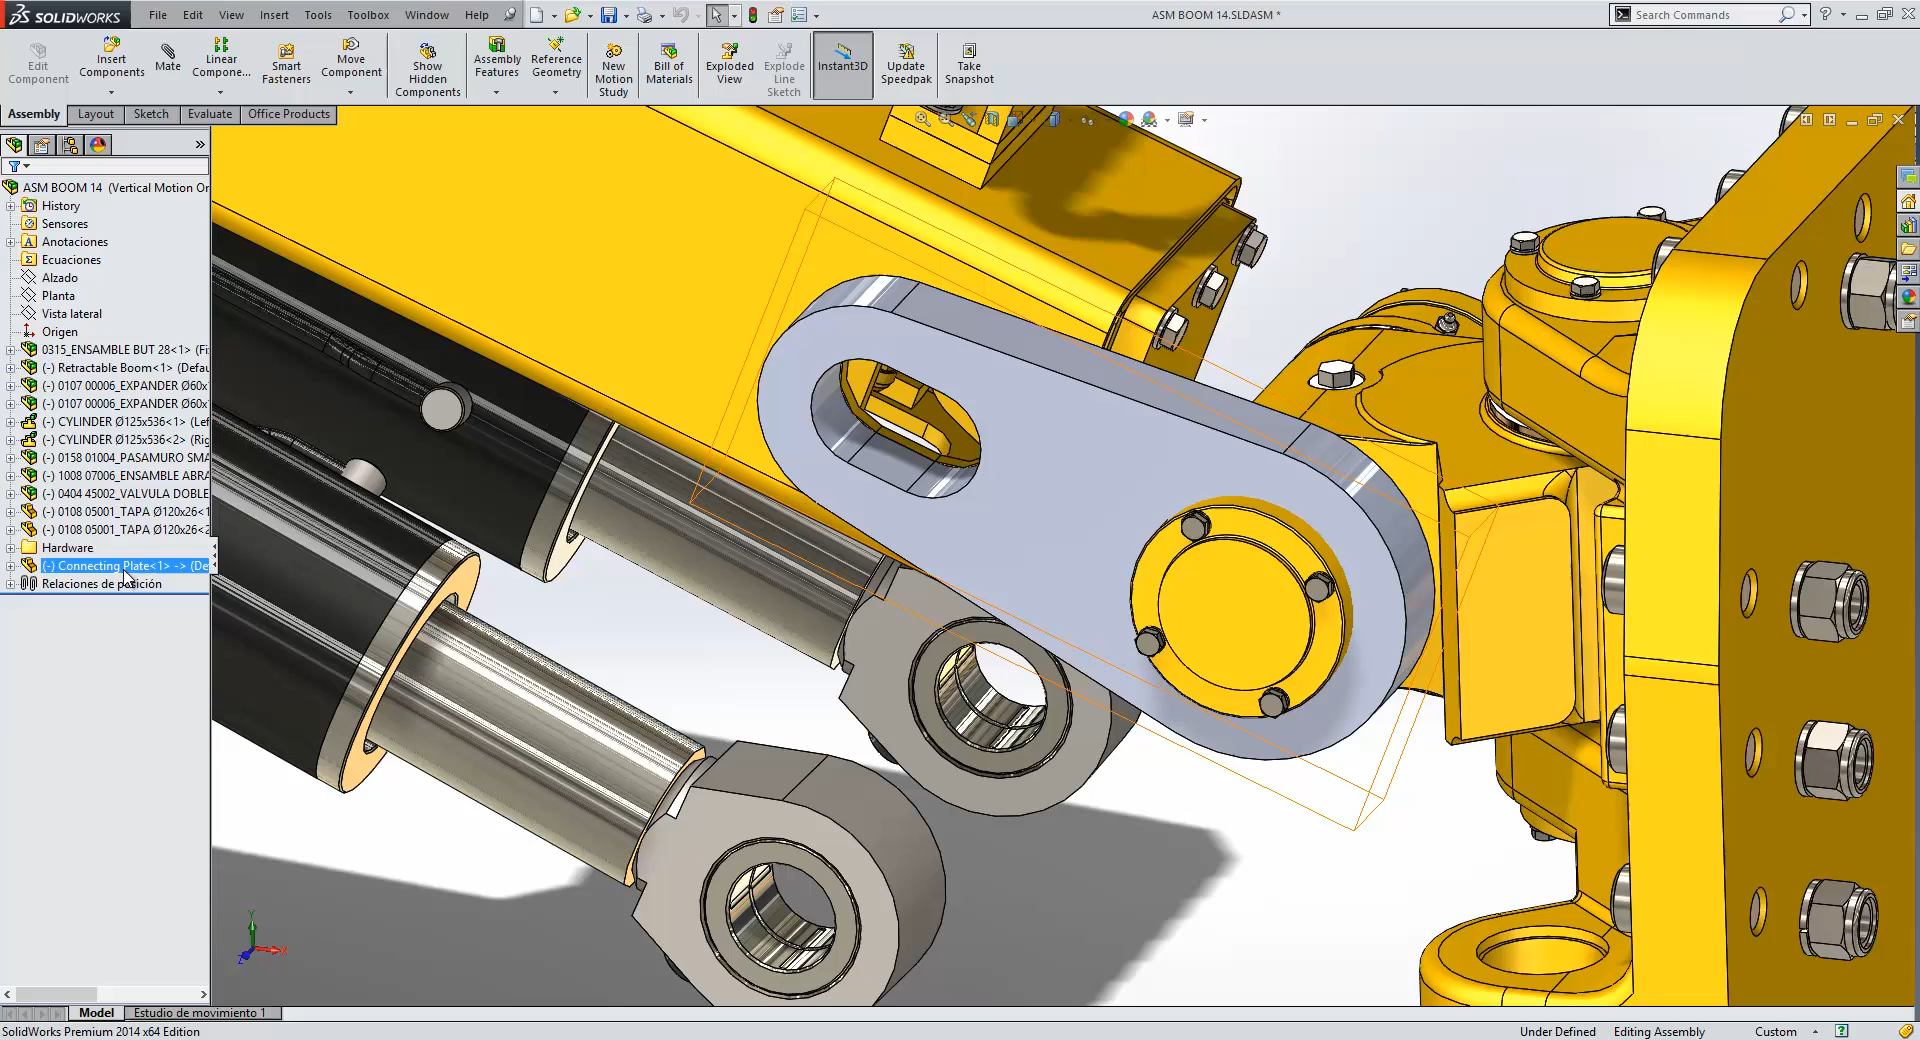 SOLIDWORKS File Edit View Insert Tools Toolbox Window Help
ASM BOOM 14.SLDASM *
Search Commands
Edit Component
Insert Components
Mate
Linear Compone...
Smart Fasteners
Move Component
Show Hidden Components
Assembly Features
Reference Geometry
New Motion Study
Bill of Materials
Exploded View
Explode Line Sketch
Instant3D
Update Speedpak
Take Snapshot
Assembly Layout Sketch Evaluate Office Products
ASM BOOM 14 (Vertical Motion Or
History
Sensores
Anotaciones
Ecuaciones
Alzado
Planta
Vista lateral
Origen
0315_ENSAMBLE BUT 28<1> (Fi
(-) Retractable Boom<1> (Defau
(-) 0107 00006_EXPANDER Ø60x
(-) 0107 00006_EXPANDER Ø60x
(-) CYLINDER Ø125x536<1> (Lef
(-) CYLINDER Ø125x536<2> (Rig
(-) 0158 01004_PASAMURO SMA
(-) 1008 07006_ENSAMBLE ABRA
(-) 0404 45002_VALVULA DOBLE
(-) 0108 05001_TAPA Ø120x26<1
(-) 0108 05001_TAPA Ø120x26<2
Hardware
(-) Connecting Plate<1> -> (De
Relaciones de posición
Y
X
Z
Model Estudio de movimiento 1
SolidWorks Premium 2014 x64 Edition
Under Defined Editing Assembly Custom